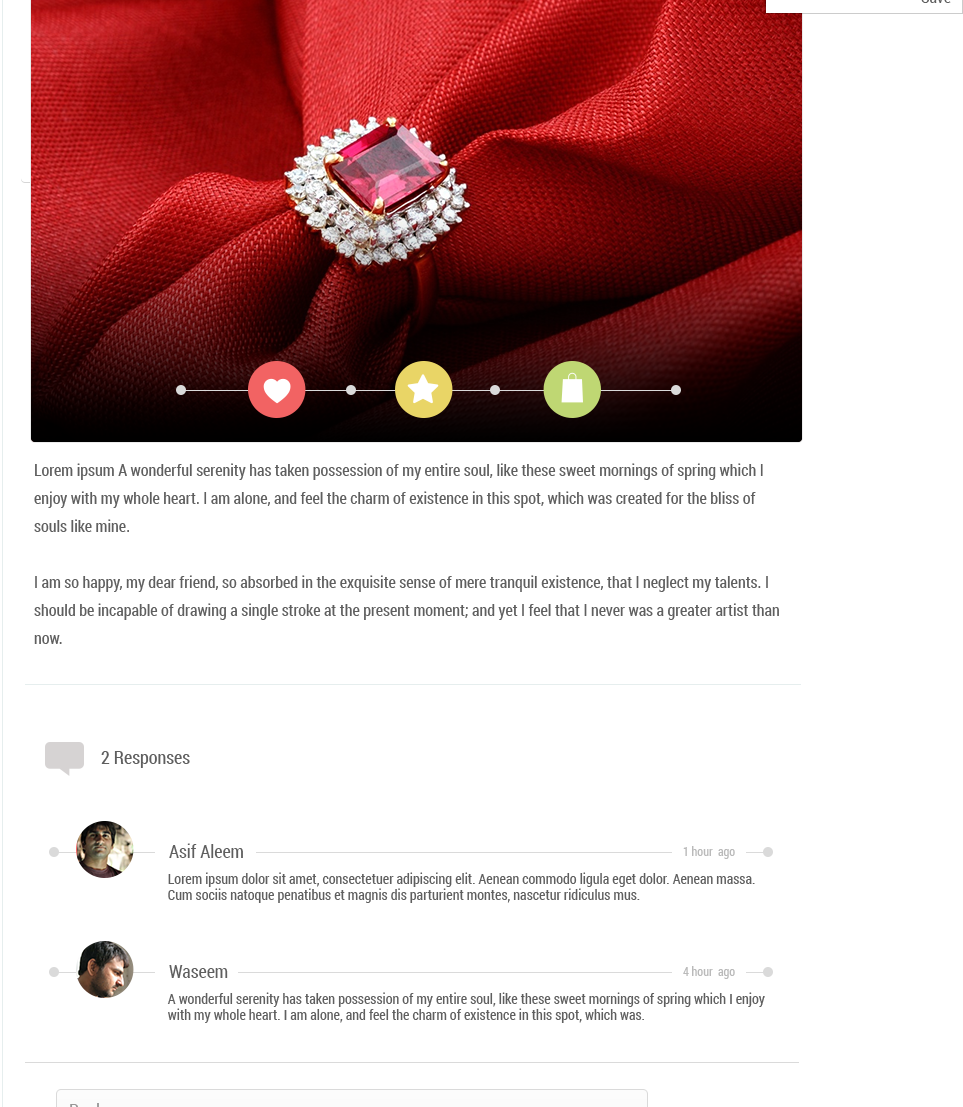 Save
Lorem ipsum A wonderful serenity has taken possession of my entire soul, like these sweet mornings of spring which I
enjoy with my whole heart. I am alone, and feel the charm of existence in this spot, which was created for the bliss of
souls like mine.
I am so happy, my dear friend, so absorbed in the exquisite sense of mere tranquil existence, that I neglect my talents. I
should be incapable of drawing a single stroke at the present moment; and yet I feel that I never was a greater artist than
now.
2 Responses
Asif Aleem 1 hour ago
Lorem ipsum dolor sit amet, consectetuer adipiscing elit. Aenean commodo ligula eget dolor. Aenean massa.
Cum sociis natoque penatibus et magnis dis parturient montes, nascetur ridiculus mus.
Waseem 4 hour ago
A wonderful serenity has taken possession of my entire soul, like these sweet mornings of spring which I enjoy
with my whole heart. I am alone, and feel the charm of existence in this spot, which was.